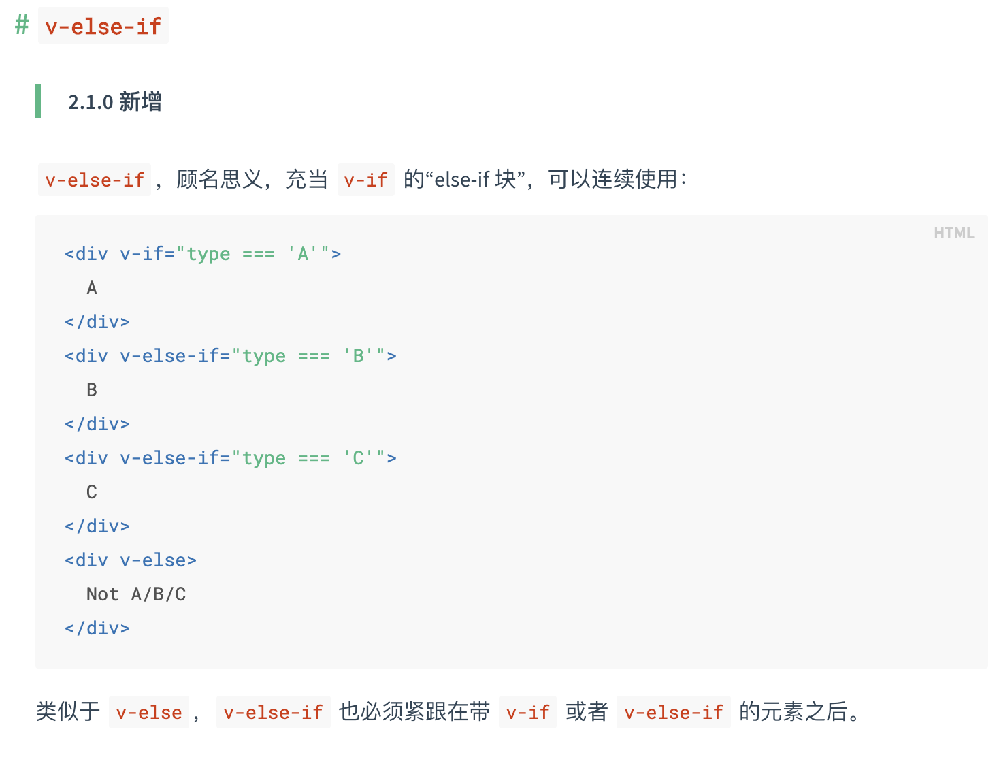 # v-else-if
2.1.0 新增
v-else-if ，顾名思义，充当 v-if 的“else-if 块”，可以连续使用：
HTML
<div v-if="type === 'A'">
  A
</div>
<div v-else-if="type === 'B'">
  B
</div>
<div v-else-if="type === 'C'">
  C
</div>
<div v-else>
  Not A/B/C
</div>
类似于 v-else ， v-else-if 也必须紧跟在带 v-if 或者 v-else-if 的元素之后。